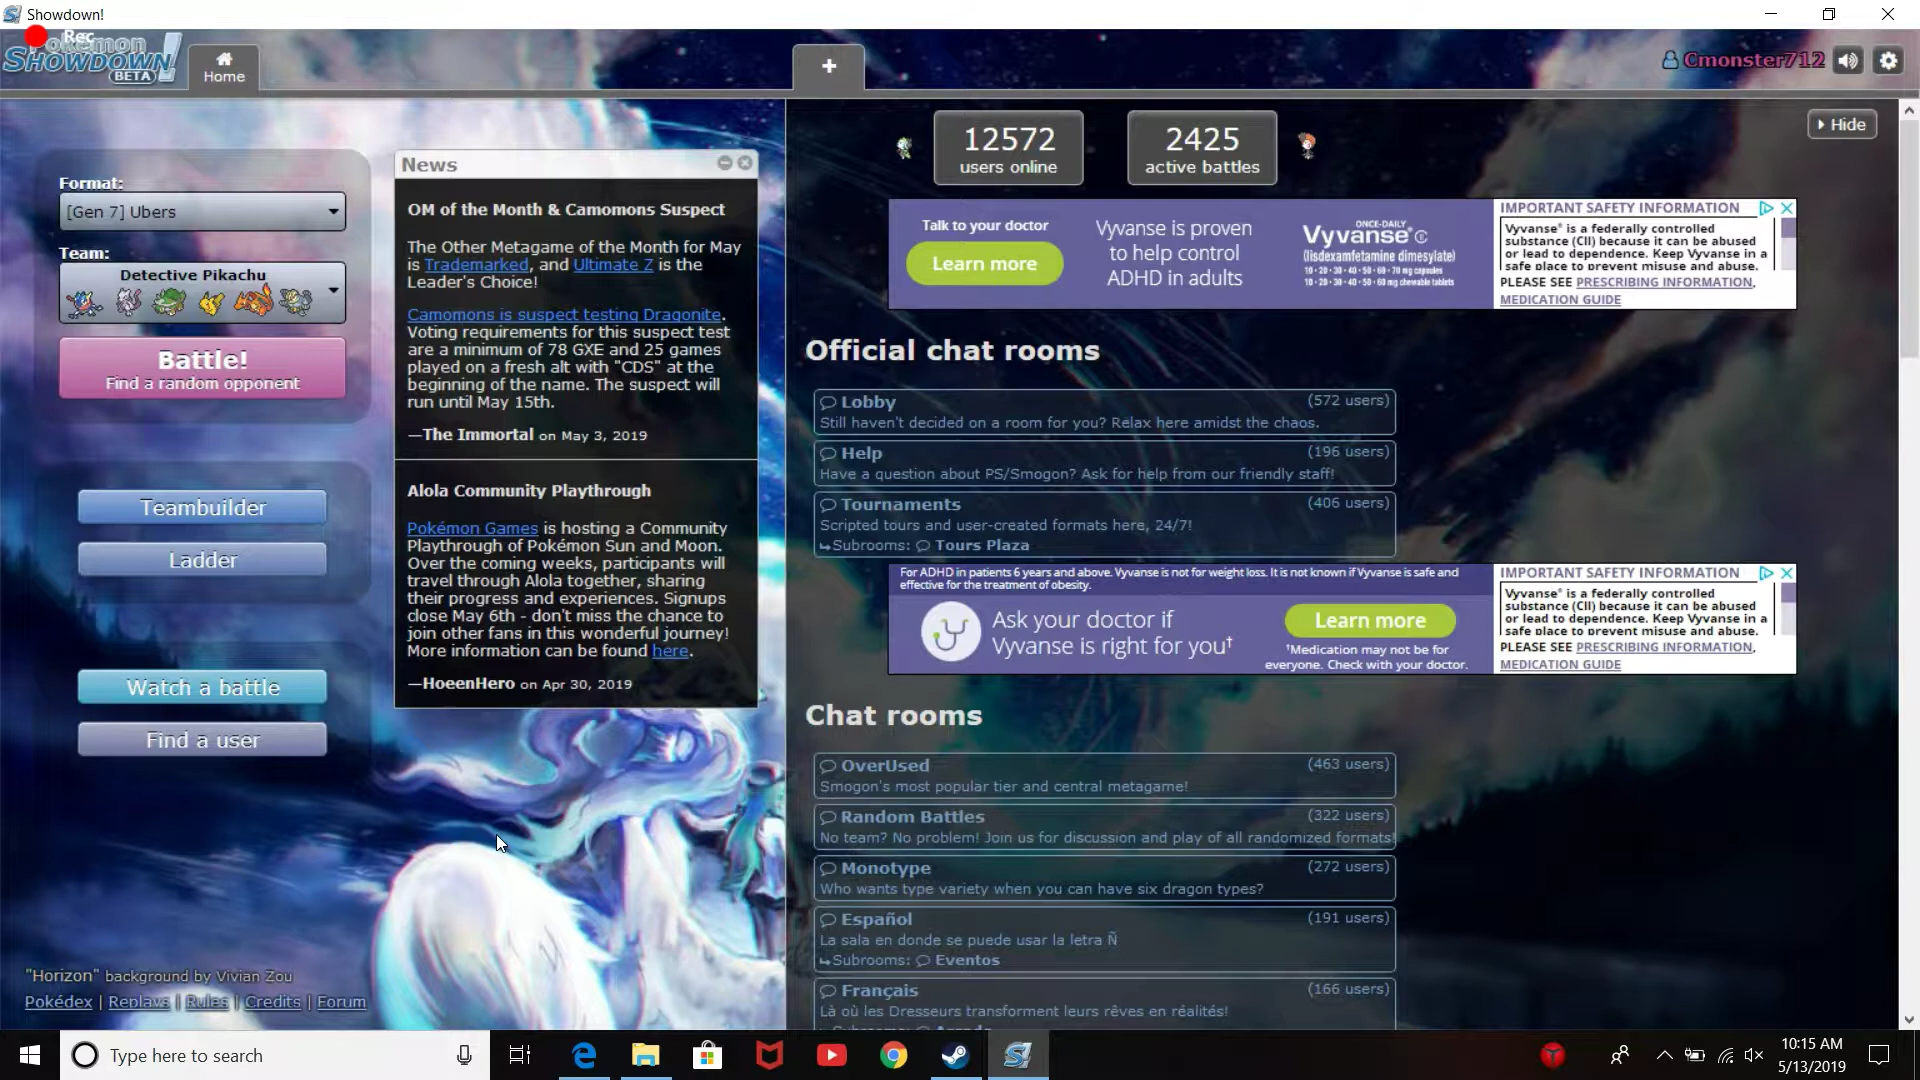 Showdown!
Rec
Pokémon
SHOWDOWN!
BETA
Home
+
Cmonster712
Format:
[Gen 7] Ubers
Team:
Detective Pikachu
Battle!
Find a random opponent
Teambuilder
Ladder
Watch a battle
Find a user
"Horizon" background by Vivian Zou
Pokédex | Replays | Rules | Credits | Forum
News
OM of the Month & Camomons Suspect
The Other Metagame of the Month for May
is Trademarked, and Ultimate Z is the
Leader's Choice!
Camomons is suspect testing Dragonite.
Voting requirements for this suspect test
are a minimum of 78 GXE and 25 games
played on a fresh alt with "CDS" at the
beginning of the name. The suspect will
run until May 15th.
—The Immortal on May 3, 2019
Alola Community Playthrough
Pokémon Games is hosting a Community
Playthrough of Pokémon Sun and Moon.
Over the coming weeks, participants will
travel through Alola together, sharing
their progress and experiences. Signups
close May 6th - don't miss the chance to
join other fans in this wonderful journey!
More information can be found here.
—HoeenHero on Apr 30, 2019
12572
users online
2425
active battles
Hide
Talk to your doctor
Learn more
Vyvanse is proven
to help control
ADHD in adults
ONCE-DAILY
Vyvanse®
(lisdexamfetamine dimesylate)
10 · 20 · 30 · 40 · 50 · 60 · 70 mg capsules
10 · 20 · 30 · 40 · 50 · 60 mg chewable tablets
IMPORTANT SAFETY INFORMATION
Vyvanse® is a federally controlled
substance (CII) because it can be abused
or lead to dependence. Keep Vyvanse in a
safe place to prevent misuse and abuse.
PLEASE SEE PRESCRIBING INFORMATION,
MEDICATION GUIDE
Official chat rooms
Lobby (572 users)
Still haven't decided on a room for you? Relax here amidst the chaos.
Help (196 users)
Have a question about PS/Smogon? Ask for help from our friendly staff!
Tournaments (406 users)
Scripted tours and user-created formats here, 24/7!
Subrooms: Tours Plaza
For ADHD in patients 6 years and above. Vyvanse is not for weight loss. It is not known if Vyvanse is safe and
effective for the treatment of obesity.
Ask your doctor if
Vyvanse is right for you†
Learn more
†Medication may not be for
everyone. Check with your doctor.
IMPORTANT SAFETY INFORMATION
Vyvanse® is a federally controlled
substance (CII) because it can be abused
or lead to dependence. Keep Vyvanse in a
safe place to prevent misuse and abuse.
PLEASE SEE PRESCRIBING INFORMATION,
MEDICATION GUIDE
Chat rooms
OverUsed (463 users)
Smogon's most popular tier and central metagame!
Random Battles (322 users)
No team? No problem! Join us for discussion and play of all randomized formats!
Monotype (272 users)
Who wants type variety when you can have six dragon types?
Español (191 users)
La sala en donde se puede usar la letra Ñ
Subrooms: Eventos
Français (166 users)
Là où les Dresseurs transforment leurs rêves en réalités!
Type here to search
10:15 AM
5/13/2019